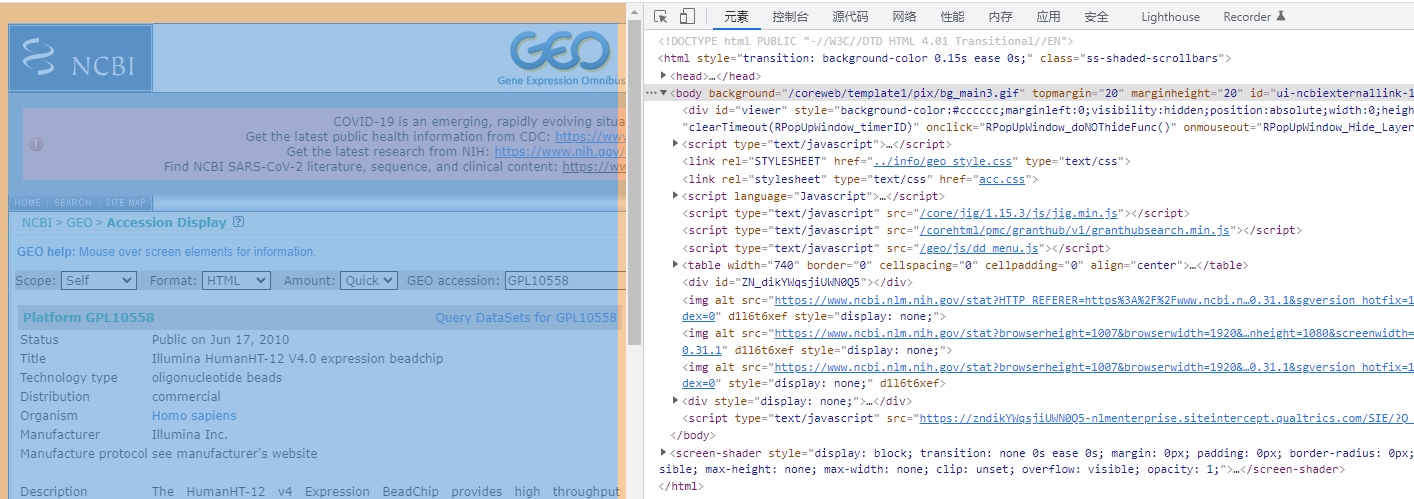 NCBI
GEO
Gene Expression Omnibus
COVID-19 is an emerging, rapidly evolving situa
Get the latest public health information from CDC: https://www
Get the latest research from NIH: https://www.nih.gov/
Find NCBI SARS-CoV-2 literature, sequence, and clinical content: https://www
HOME | SEARCH | SITE MAP
NCBI > GEO > Accession Display ?
GEO help: Mouse over screen elements for information.
Scope: Self Format: HTML Amount: Quick GEO accession: GPL10558
Platform GPL10558 Query DataSets for GPL10558
Status Public on Jun 17, 2010
Title Illumina HumanHT-12 V4.0 expression beadchip
Technology type oligonucleotide beads
Distribution commercial
Organism Homo sapiens
Manufacturer Illumina Inc.
Manufacture protocol see manufacturer's website
Description The HumanHT-12 v4 Expression BeadChip provides high throughput
元素 控制台 源代码 网络 性能 内存 应用 安全 Lighthouse Recorder
<!DOCTYPE html PUBLIC "-//W3C//DTD HTML 4.01 Transitional//EN">
<html style="transition: background-color 0.15s ease 0s;" class="ss-shaded-scrollbars">
<head>…</head>
<body background="/coreweb/template1/pix/bg_main3.gif" topmargin="20" marginheight="20" id="ui-ncbiexternallink-1
<div id="viewer" style="background-color:#cccccc;marginleft:0;visibility:hidden;position:absolute;width:0;heigh
"clearTimeout(RPopUpWindow_timerID)" onclick="RPopUpWindow_doNOThideFunc()" onmouseout="RPopUpWindow_Hide_Layer
<script type="text/javascript">…</script>
<link rel="STYLESHEET" href="../info/geo_style.css" type="text/css">
<link rel="stylesheet" type="text/css" href="acc.css">
<script language="Javascript">…</script>
<script type="text/javascript" src="/core/jig/1.15.3/js/jig.min.js"></script>
<script type="text/javascript" src="/corehtml/pmc/granthub/v1/granthubsearch.min.js"></script>
<script type="text/javascript" src="/geo/js/dd_menu.js"></script>
<table width="740" border="0" cellspacing="0" cellpadding="0" align="center">…</table>
<div id="ZN_dikYWqsjiUWN0Q5"></div>
<img alt src="https://www.ncbi.nlm.nih.gov/stat?HTTP_REFERER=https%3A%2F%2Fwww.ncbi.n…0.31.1&sgversion_hotfix=1
dex=0" d1l6t6xef style="display: none;">
<img alt src="https://www.ncbi.nlm.nih.gov/stat?browserheight=1007&browserwidth=1920&…nheight=1080&screenwidth=
0.31.1" d1l6t6xef style="display: none;">
<img alt src="https://www.ncbi.nlm.nih.gov/stat?browserheight=1007&browserwidth=1920&…0.31.1&sgversion_hotfix=1
dex=0" style="display: none;" d1l6t6xef>
<div style="display: none;">…</div>
<script type="text/javascript" src="https://zndikYWqsjiUWN0Q5-nlmenterprise.siteintercept.qualtrics.com/SIE/?Q_
</body>
<screen-shader style="display: block; transition: none 0s ease 0s; margin: 0px; padding: 0px; border-radius: 0px;
sible; max-height: none; max-width: none; clip: unset; overflow: visible; opacity: 1;">…</screen-shader>
</html>